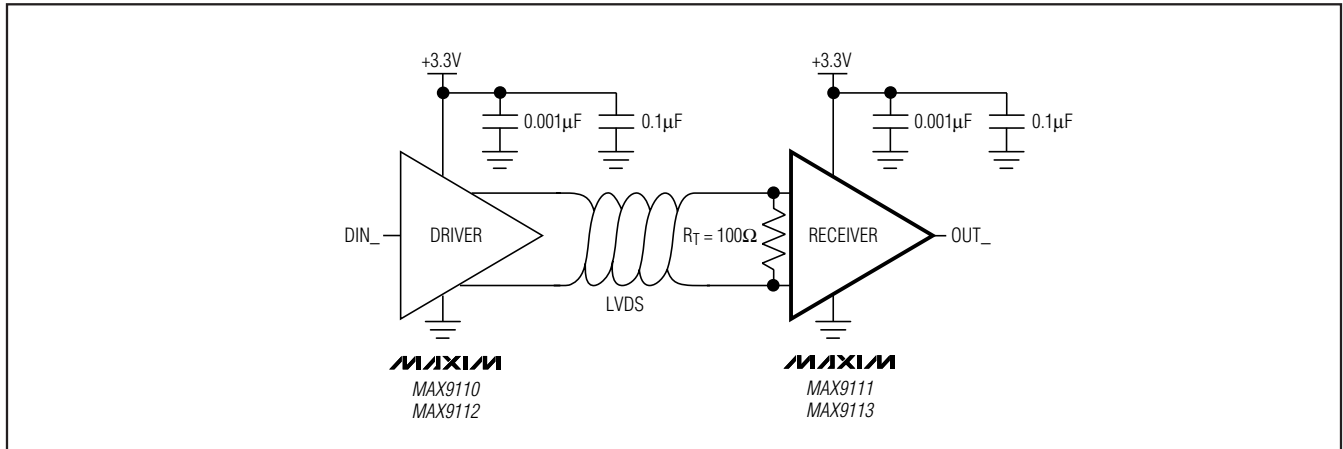 +3.3V
0.001µF
0.1µF
+3.3V
0.001µF
0.1µF
DIN_
DRIVER
LVDS
RT = 100Ω
RECEIVER
OUT_
MAXIM
MAX9110
MAX9112
MAXIM
MAX9111
MAX9113